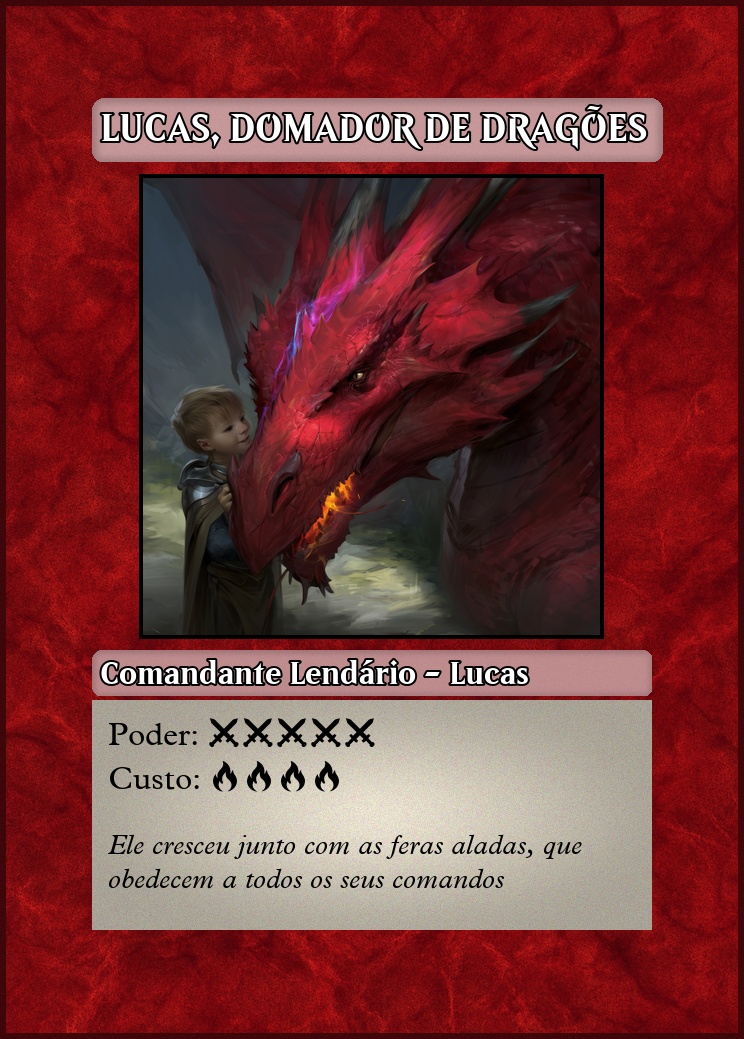 LUCAS, DOMADOR DE DRAGÕES
Comandante Lendário - Lucas
Poder:
Custo:
Ele cresceu junto com as feras aladas, que
obedecem a todos os seus comandos